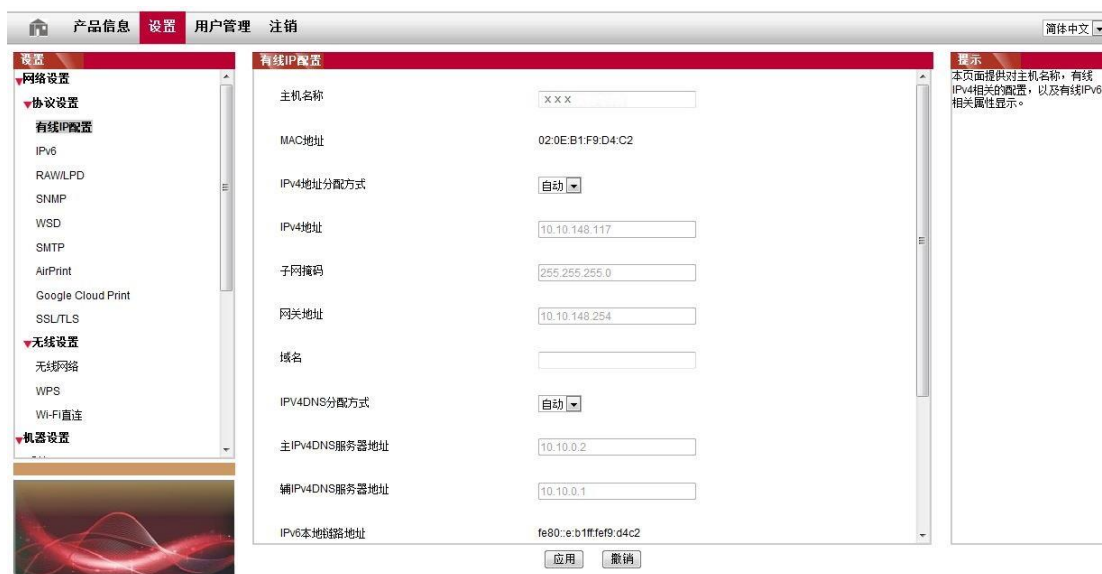 产品信息 设置 用户管理 注销 简体中文
设置
网络设置
协议设置
有线IP配置
IPv6
RAW/LPD
SNMP
WSD
SMTP
AirPrint
Google Cloud Print
SSL/TLS
无线设置
无线网络
WPS
Wi-Fi直连
机器设置
有线IP配置
主机名称 XXX
MAC地址 02:0E:B1:F9:D4:C2
IPv4地址分配方式 自动
IPv4地址 10.10.148.117
子网掩码 255.255.255.0
网关地址 10.10.148.254
域名
IPV4DNS分配方式 自动
主IPv4DNS服务器地址 10.10.0.2
辅IPv4DNS服务器地址 10.10.0.1
IPv6本地链路地址 fe80::e:b1ff:fef9:d4c2
应用 撤销
提示
本页面提供对主机名称，有线
IPv4相关的配置，以及有线IPv6
相关属性显示。